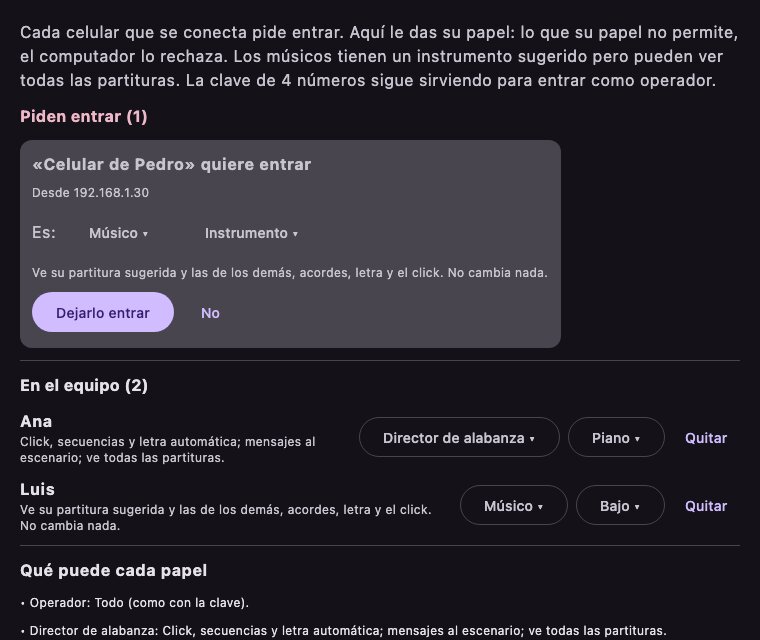 Cada celular que se conecta pide entrar. Aquí le das su papel: lo que su papel no permite,
el computador lo rechaza. Los músicos tienen un instrumento sugerido pero pueden ver
todas las partituras. La clave de 4 números sigue sirviendo para entrar como operador.
Piden entrar (1)
«Celular de Pedro» quiere entrar
Desde 192.168.1.30
Es: Músico ▾ Instrumento ▾
Ve su partitura sugerida y las de los demás, acordes, letra y el click. No cambia nada.
Dejarlo entrar No
En el equipo (2)
Ana
Click, secuencias y letra automática; mensajes al
escenario; ve todas las partituras.
Director de alabanza ▾ Piano ▾ Quitar
Luis
Ve su partitura sugerida y las de los demás, acordes, letra y el click.
No cambia nada.
Músico ▾ Bajo ▾ Quitar
Qué puede cada papel
• Operador: Todo (como con la clave).
• Director de alabanza: Click, secuencias y letra automática; mensajes al escenario; ve todas las partituras.